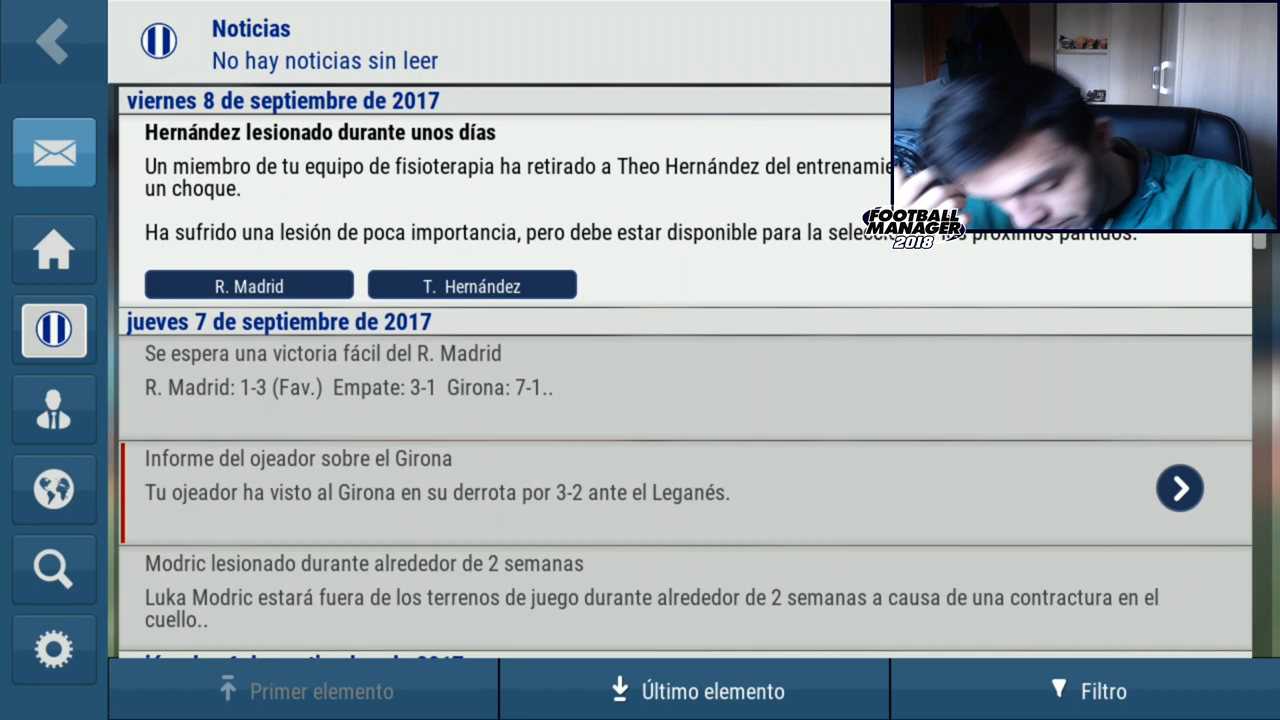 Noticias
No hay noticias sin leer
viernes 8 de septiembre de 2017
Hernández lesionado durante unos días
Un miembro de tu equipo de fisioterapia ha retirado a Theo Hernández del
un choque.
Ha sufrido una lesión de poca importancia, pero debe estar disponible para la próximos partidos.
FOOTBALL
MANAGER
2018
R. Madrid
T. Hernández
jueves 7 de septiembre de 2017
Se espera una victoria fácil del R. Madrid
R. Madrid: 1-3 (Fav.) Empate: 3-1 Girona: 7-1..
Informe del ojeador sobre el Girona
Tu ojeador ha visto al Girona en su derrota por 3-2 ante el Leganés.
Modric lesionado durante alrededor de 2 semanas
Luka Modric estará fuera de los terrenos de juego durante alrededor de 2 semanas a causa de una contractura en el
cuello..
Primer elemento
Último elemento
Filtro